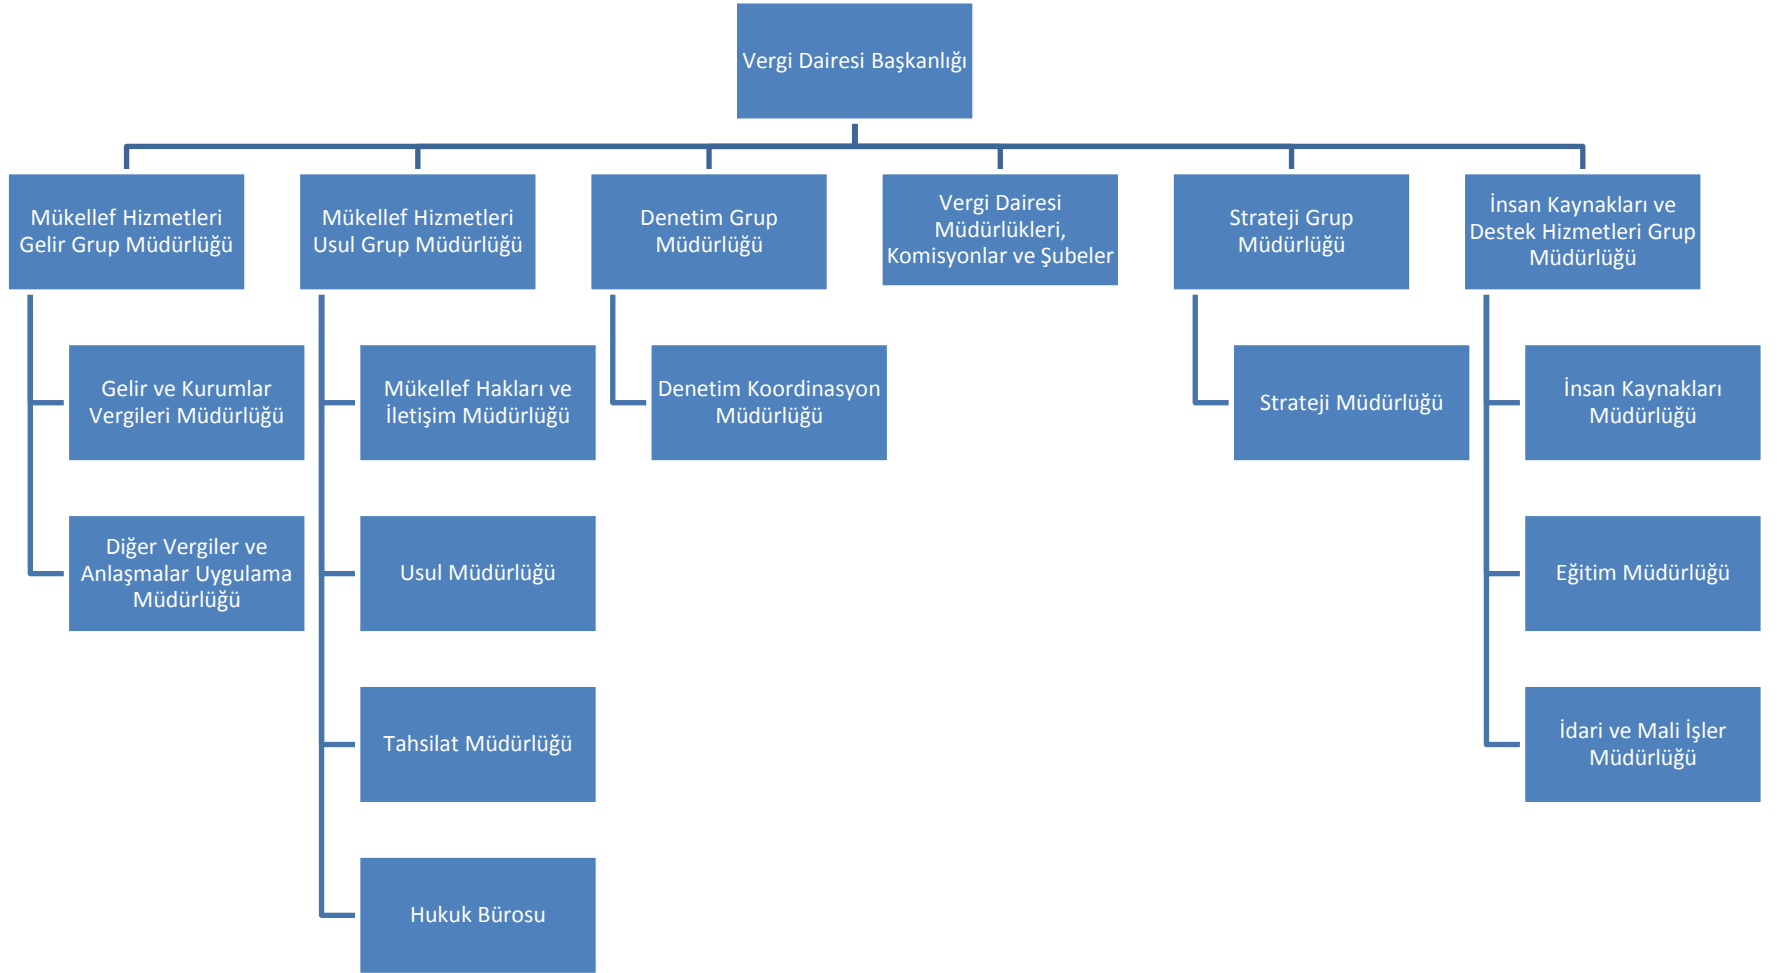 Vergi Dairesi Başkanlığı
Mükellef Hizmetleri
Gelir Grup Müdürlüğü
Mükellef Hizmetleri
Usul Grup Müdürlüğü
Denetim Grup
Müdürlüğü
Vergi Dairesi
Müdürlükleri,
Komisyonlar ve Şubeler
Strateji Grup
Müdürlüğü
İnsan Kaynakları ve
Destek Hizmetleri Grup
Müdürlüğü
Gelir ve Kurumlar
Vergileri Müdürlüğü
Mükellef Hakları ve
İletişim Müdürlüğü
Denetim Koordinasyon
Müdürlüğü
Strateji Müdürlüğü
İnsan Kaynakları
Müdürlüğü
Diğer Vergiler ve
Anlaşmalar Uygulama
Müdürlüğü
Usul Müdürlüğü
Eğitim Müdürlüğü
Tahsilat Müdürlüğü
İdari ve Mali İşler
Müdürlüğü
Hukuk Bürosu